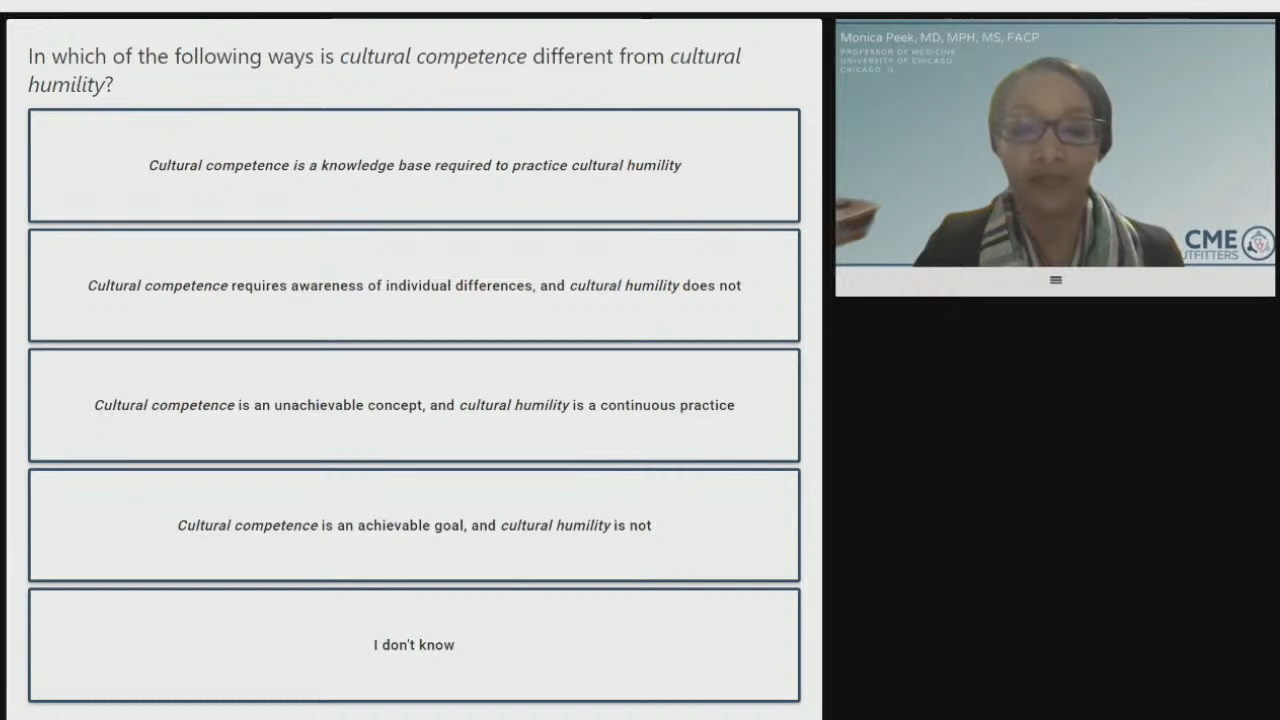 In which of the following ways is cultural competence different from cultural
humility?
Cultural competence is a knowledge base required to practice cultural humility
Cultural competence requires awareness of individual differences, and cultural humility does not
Cultural competence is an unachievable concept, and cultural humility is a continuous practice
Cultural competence is an achievable goal, and cultural humility is not
I don't know
Monica Peek, MD, MPH, MS, FACP
PROFESSOR OF MEDICINE
UNIVERSITY OF CHICAGO
CHICAGO, IL
CME
UTFITTERS